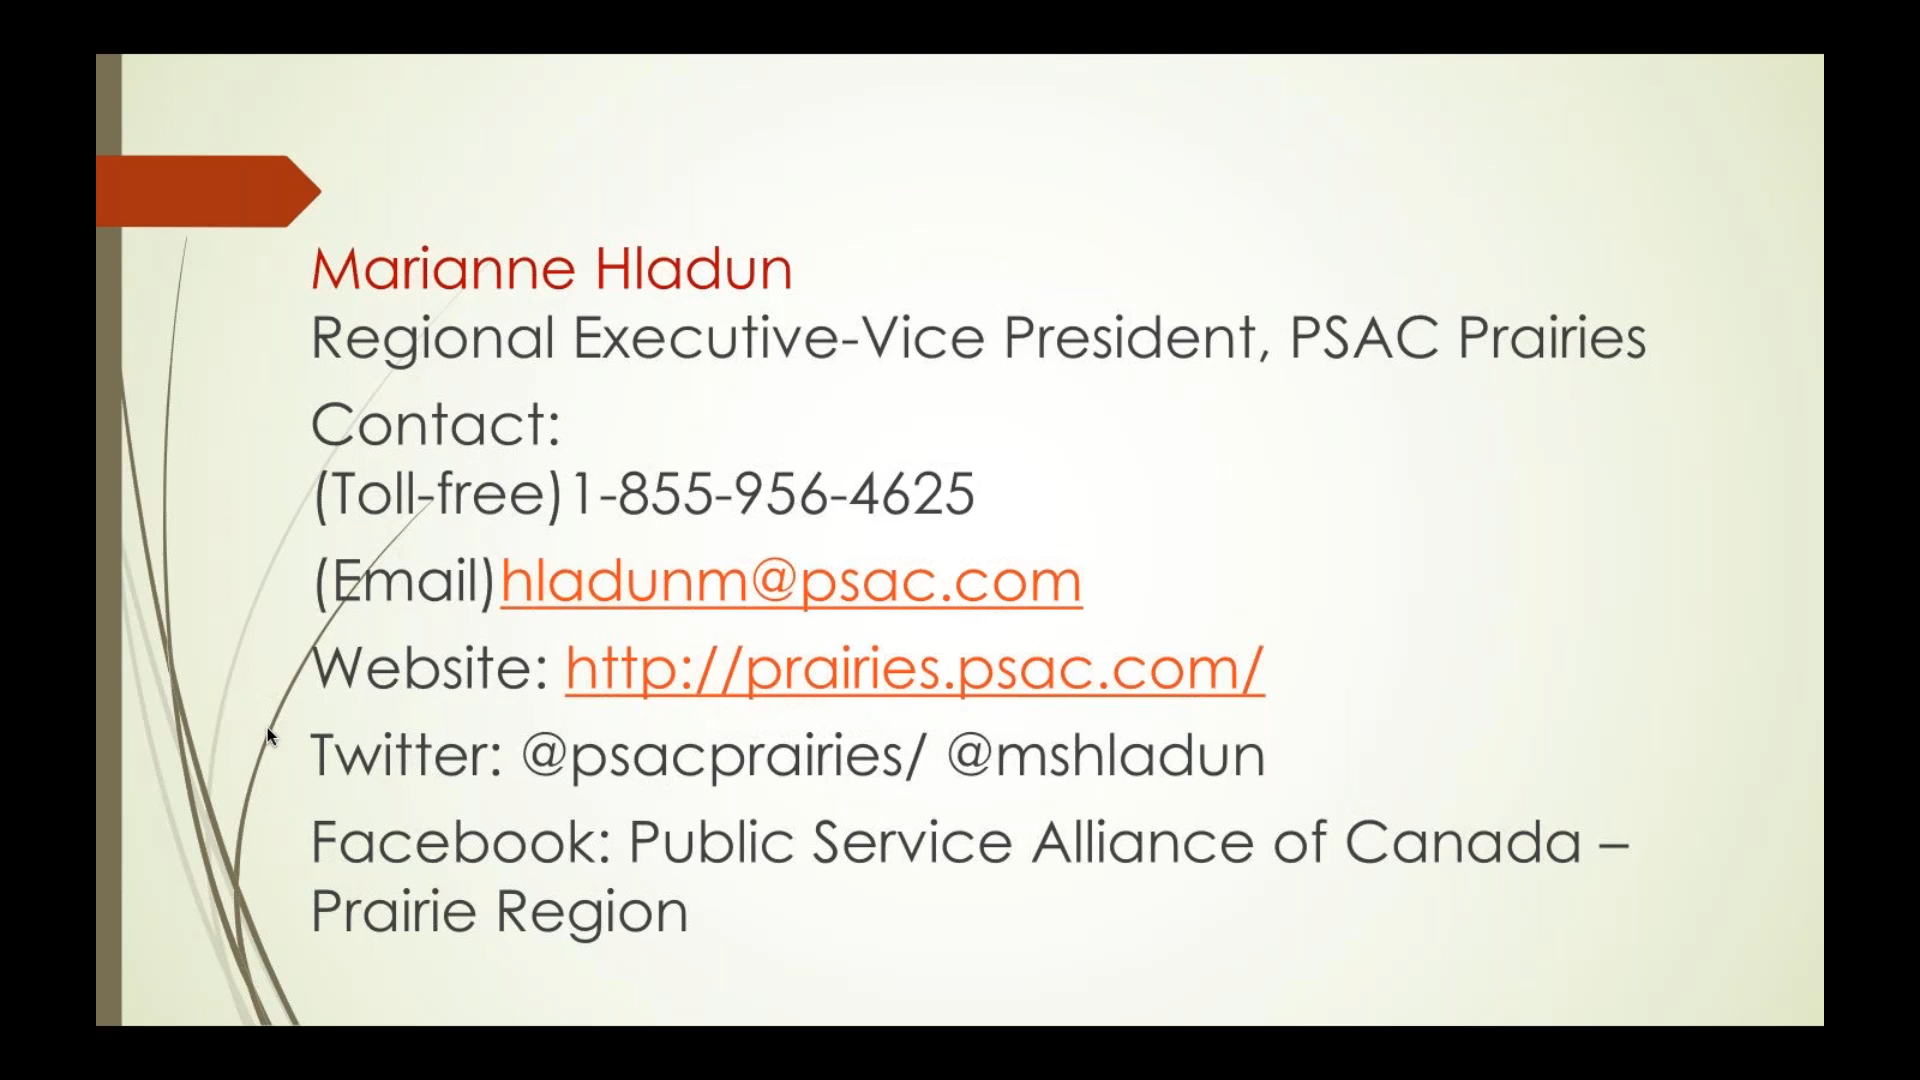 Marianne Hladun
Regional Executive-Vice President, PSAC Prairies
Contact:
(Toll-free)1-855-956-4625
(Email)hladunm@psac.com
Website: http://prairies.psac.com/
Twitter: @psacprairies/ @mshladun
Facebook: Public Service Alliance of Canada –
Prairie Region